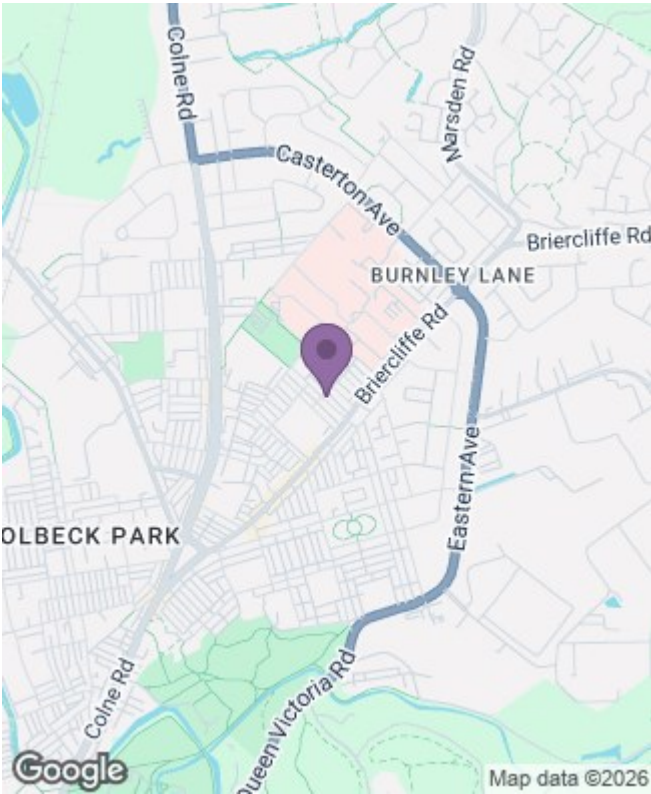 Colne Rd
Marsden Rd
Casterton Ave
Briercliffe Rd
BURNLEY LANE
Briercliffe Rd
Eastern Ave
OLBECK PARK
Colne Rd
Queen Victoria Rd
Google
Map data ©2026